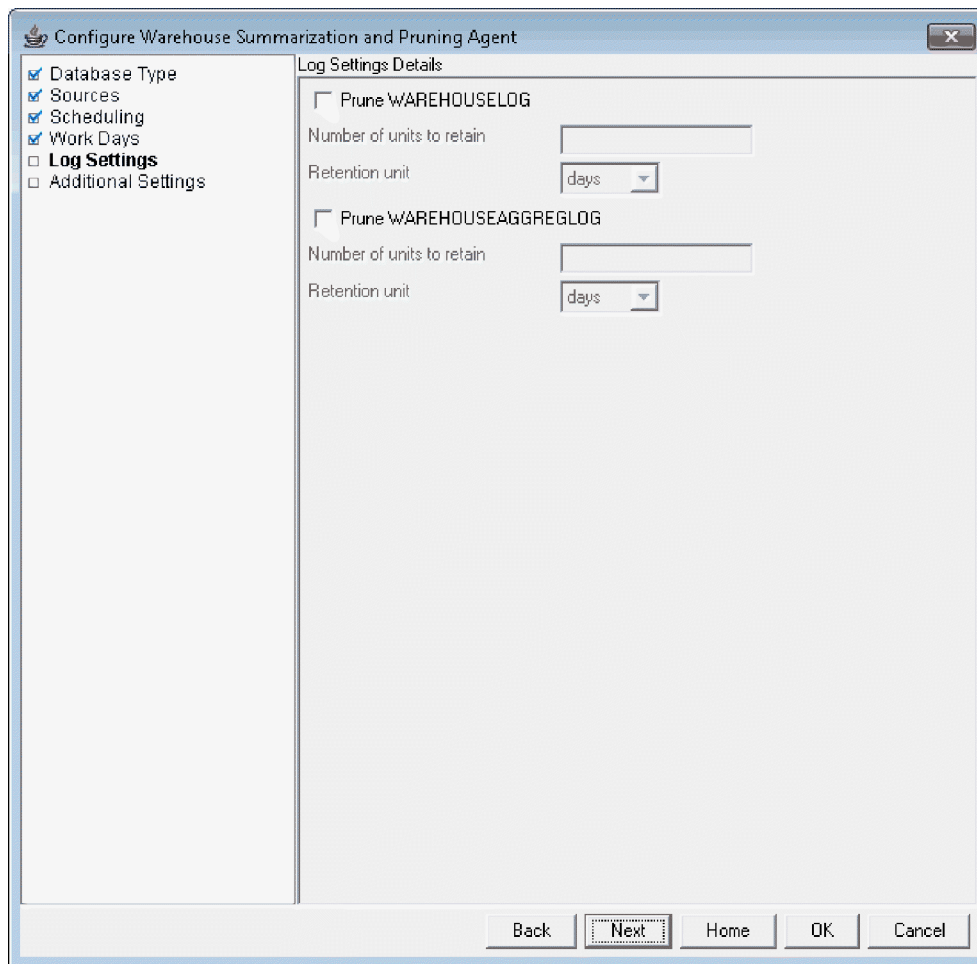 Configure Warehouse Summarization and Pruning Agent
Database Type
Sources
Scheduling
Work Days
Log Settings
Additional Settings
Log Settings Details
Prune WAREHOUSELOG
Number of units to retain
Retention unit
days
Prune WAREHOUSEAGGREGLOG
Number of units to retain
Retention unit
days
Back
Next
Home
OK
Cancel